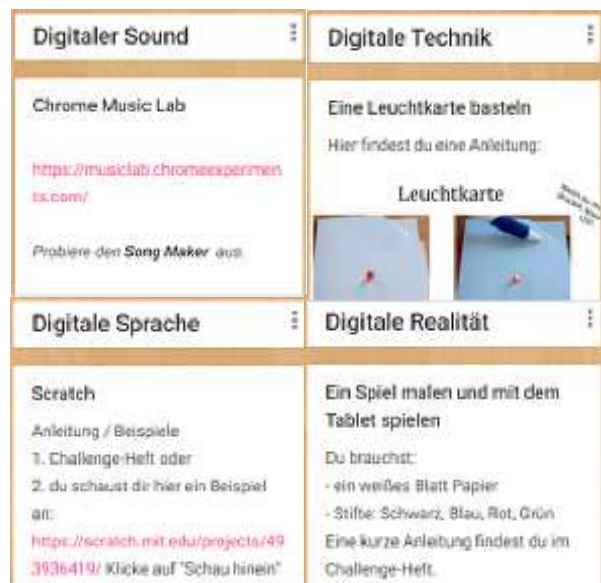 Digitaler Sound
Chrome Music Lab
https://musiclab.chromeexperimen
ts.com/
Probiere den Song Maker aus.
Digitale Technik
Eine Leuchtkarte basteln
Hier findest du eine Anleitung:
Leuchtkarte
Digitale Sprache
Scratch
Anleitung / Beispiele
1. Challenge-Heft oder
2. du schaust dir hier ein Beispiel
an:
https://scratch.mit.edu/projects/49
3936419/ Klicke auf "Schau hinein"
Digitale Realität
Ein Spiel malen und mit dem
Tablet spielen
Du brauchst:
- ein weißes Blatt Papier
- Stifte: Schwarz, Blau, Rot, Grün
Eine kurze Anleitung findest du im
Challenge-Heft.